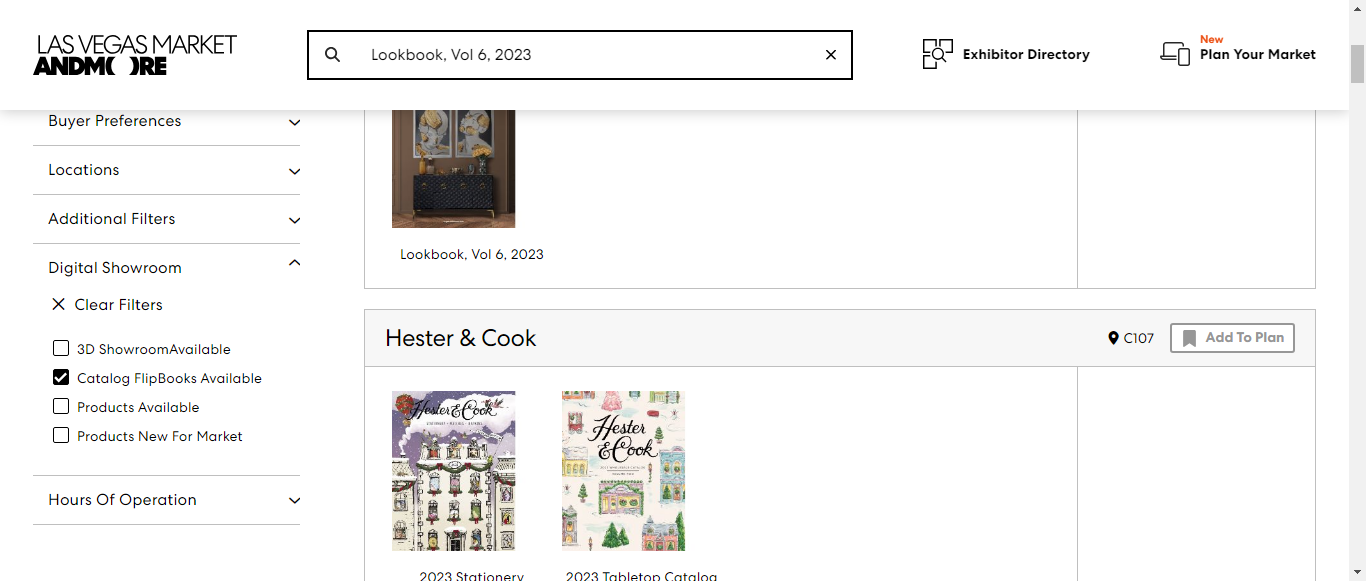 LAS VEGAS MARKET
ANDMORE
Lookbook, Vol 6, 2023
Exhibitor Directory
New
Plan Your Market
Buyer Preferences
Locations
Additional Filters
Digital Showroom
Clear Filters
3D ShowroomAvailable
Catalog FlipBooks Available
Products Available
Products New For Market
Hours Of Operation
Lookbook, Vol 6, 2023
Hester & Cook
C107
Add To Plan
Hester & Cook
Hester
& Cook
2023 Stationery
2023 Tabletop Catalog